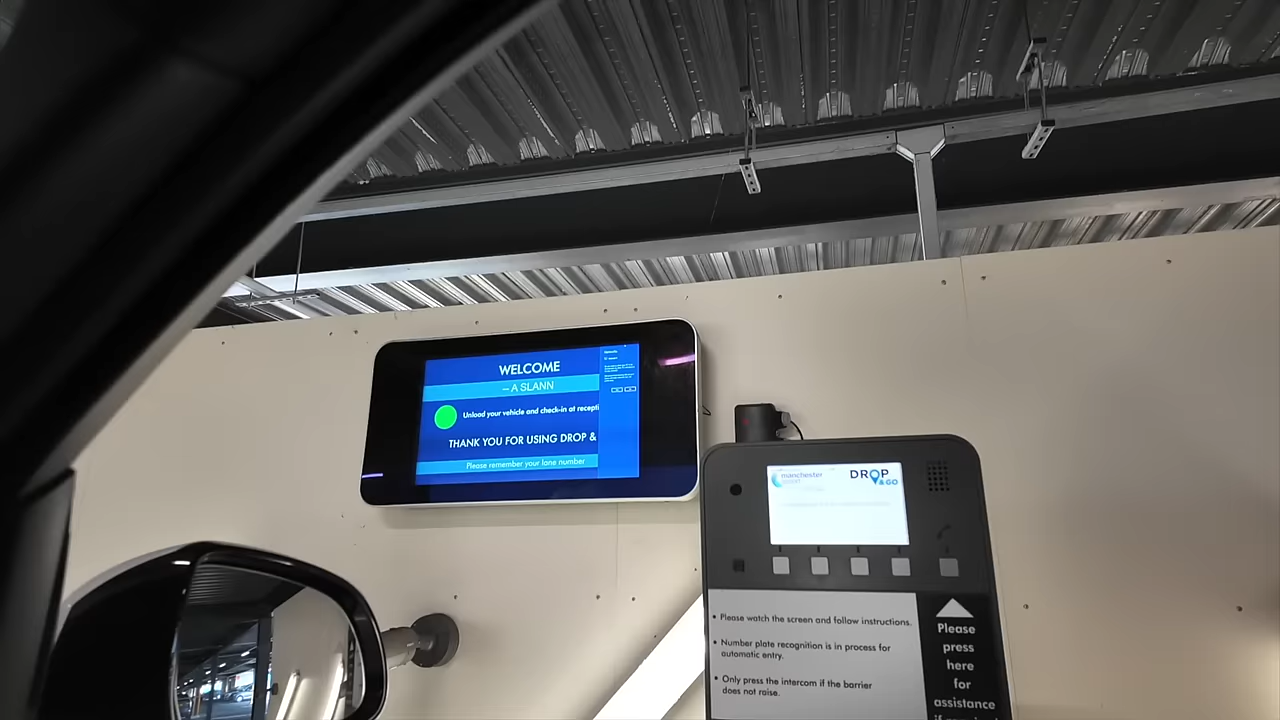 WELCOME
– A SLANN
Unload your vehicle and check-in at recepti
THANK YOU FOR USING DROP &
Please remember your lane number
manchester
DROP
& GO
• Please watch the screen and follow instructions.
• Number plate recognition is in process for
automatic entry.
• Only press the intercom if the barrier
does not raise.
Please
press
here
for
assistance